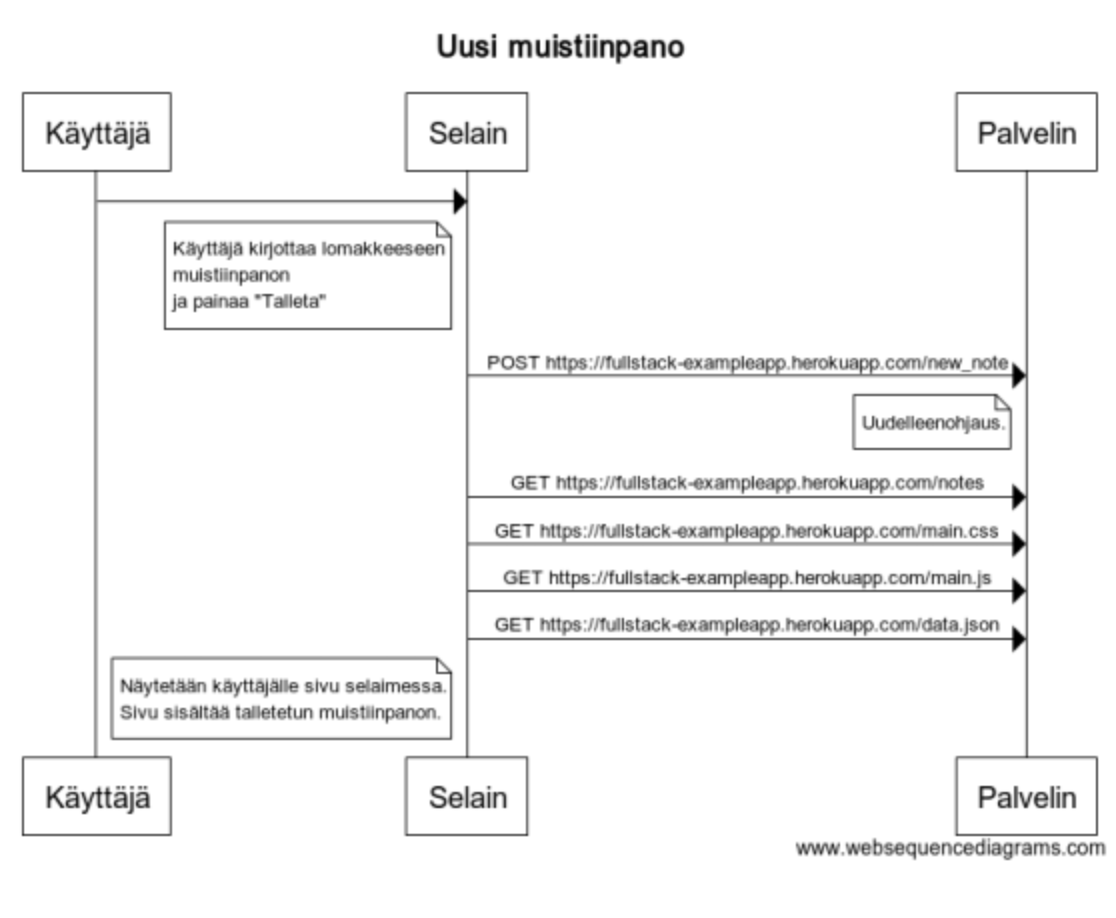 Uusi muistiinpano
Käyttäjä
Selain
Palvelin
Käyttäjä kirjottaa lomakkeeseen
muistiinpanon
ja painaa "Talleta"
POST https://fullstack-exampleapp.herokuapp.com/new_note
Uudelleenohjaus.
GET https://fullstack-exampleapp.herokuapp.com/notes
GET https://fullstack-exampleapp.herokuapp.com/main.css
GET https://fullstack-exampleapp.herokuapp.com/main.js
GET https://fullstack-exampleapp.herokuapp.com/data.json
Näytetään käyttäjälle sivu selaimessa.
Sivu sisältää talletetun muistiinpanon.
Käyttäjä
Selain
Palvelin
www.websequencediagrams.com